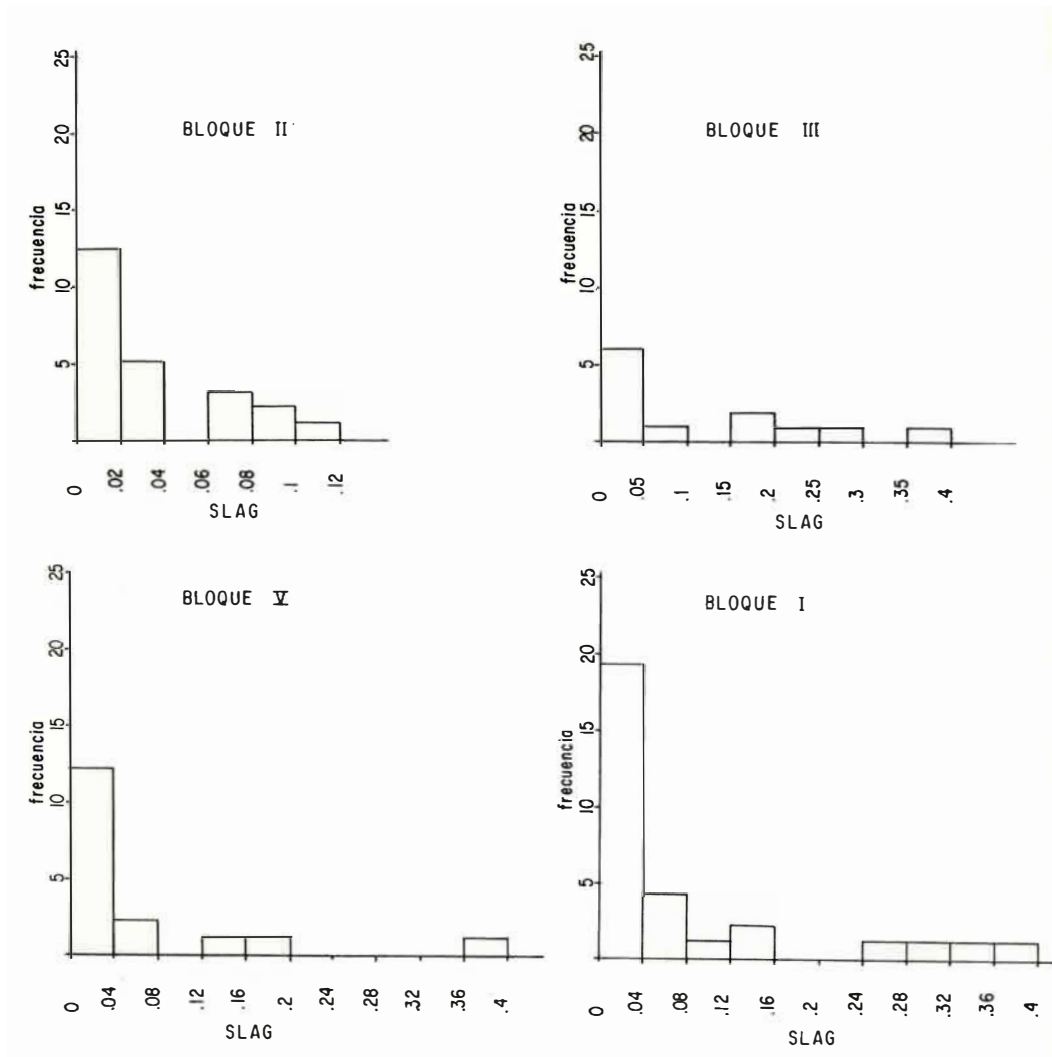 BLOQUE II
frecuencia
25
20
15
10
5
0 .02 .04 .06 .08 .1 .12
SLAG
BLOQUE III
frecuencia
25
20
15
10
5
0 .05 .1 .15 .2 .25 .3 .35 .4
SLAG
BLOQUE V
frecuencia
25
20
15
10
5
0 .04 .08 .12 .16 .2 .24 .28 .36 .4
SLAG
BLOQUE I
frecuencia
25
20
15
10
5
0 .04 .08 .12 .16 .2 .24 .28 .32 .36 .4
SLAG